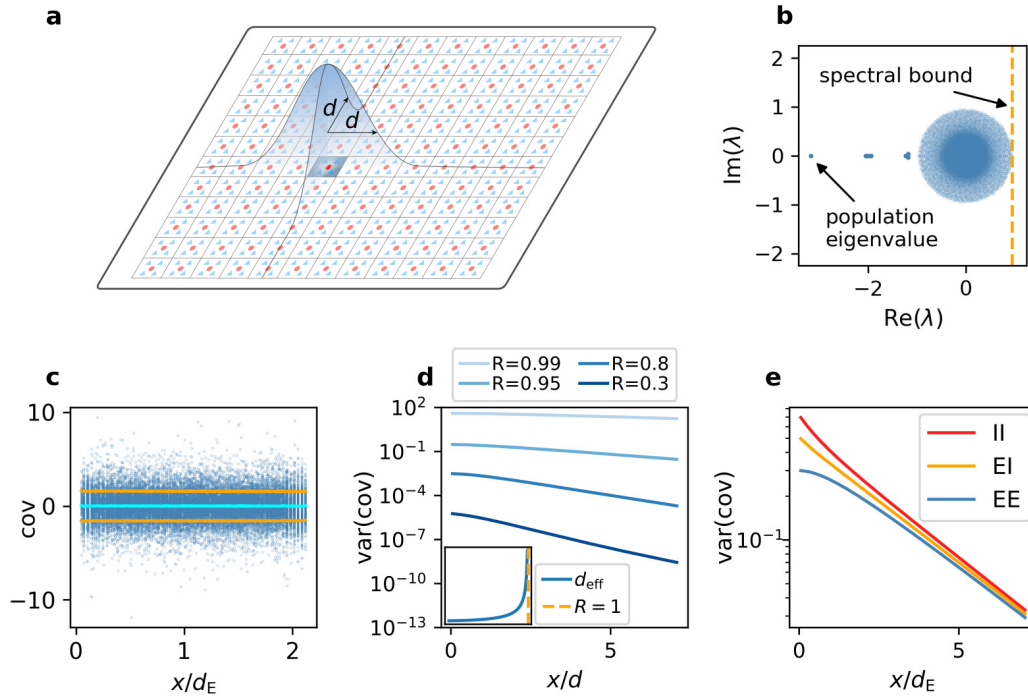 a
d
d
b
2
1
0
−1
−2
Im(λ)
spectral bound
population
eigenvalue
−2
0
Re(λ)
c
10
0
−10
cov
0
1
2
x/d_E
R=0.99
R=0.8
R=0.95
R=0.3
d
10²
10⁻¹
10⁻⁴
10⁻⁷
10⁻¹⁰
10⁻¹³
var(cov)
d_eff
R = 1
0
5
x/d
e
II
EI
EE
10⁻¹
var(cov)
0
5
x/d_E